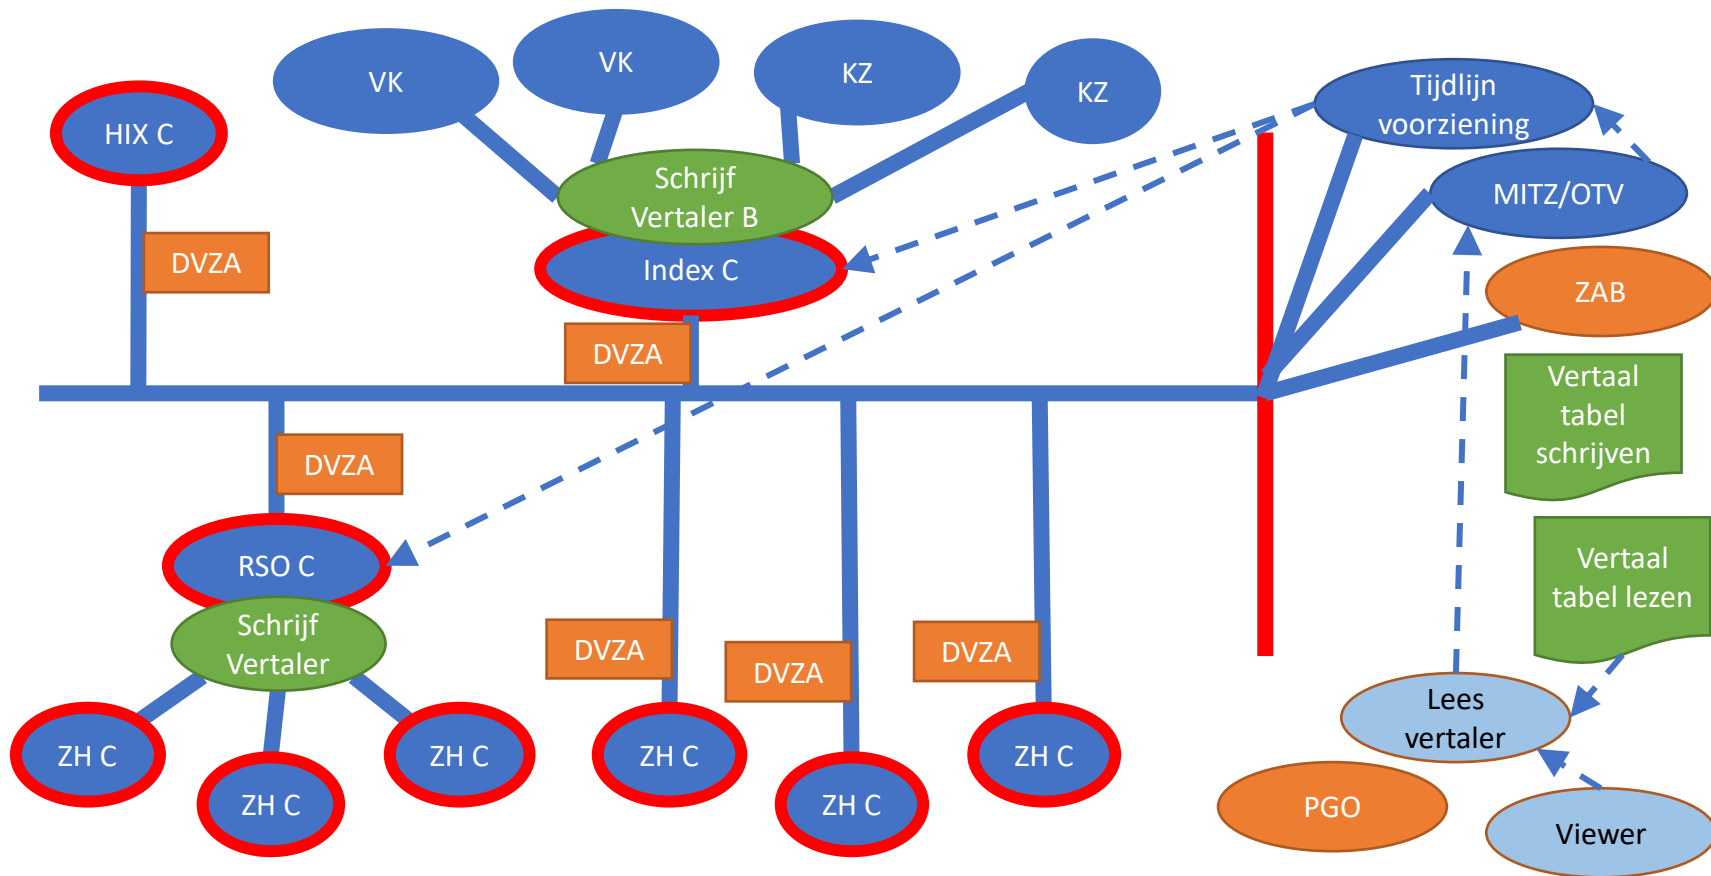 VK
VK
KZ
KZ
Tijdlijn
voorziening
HIX C
Schrijf
Vertaler B
MITZ/OTV
DVZA
Index C
ZAB
DVZA
Vertaal
tabel
schrijven
DVZA
RSO C
Vertaal
tabel lezen
Schrijf
Vertaler
DVZA
DVZA
DVZA
Lees
vertaler
ZH C
ZH C
ZH C
ZH C
ZH C
ZH C
PGO
Viewer